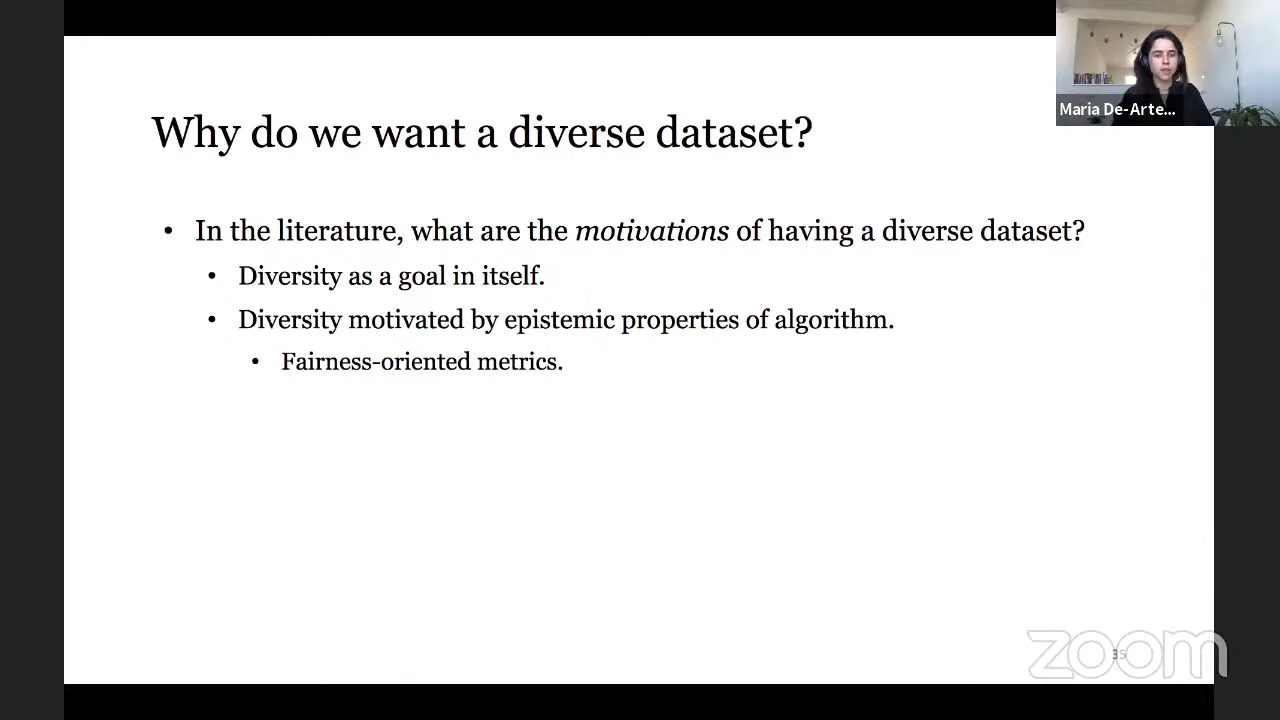 Maria De-Arte...
Why do we want a diverse dataset?
• In the literature, what are the motivations of having a diverse dataset?
• Diversity as a goal in itself.
• Diversity motivated by epistemic properties of algorithm.
• Fairness-oriented metrics.
35
zoom